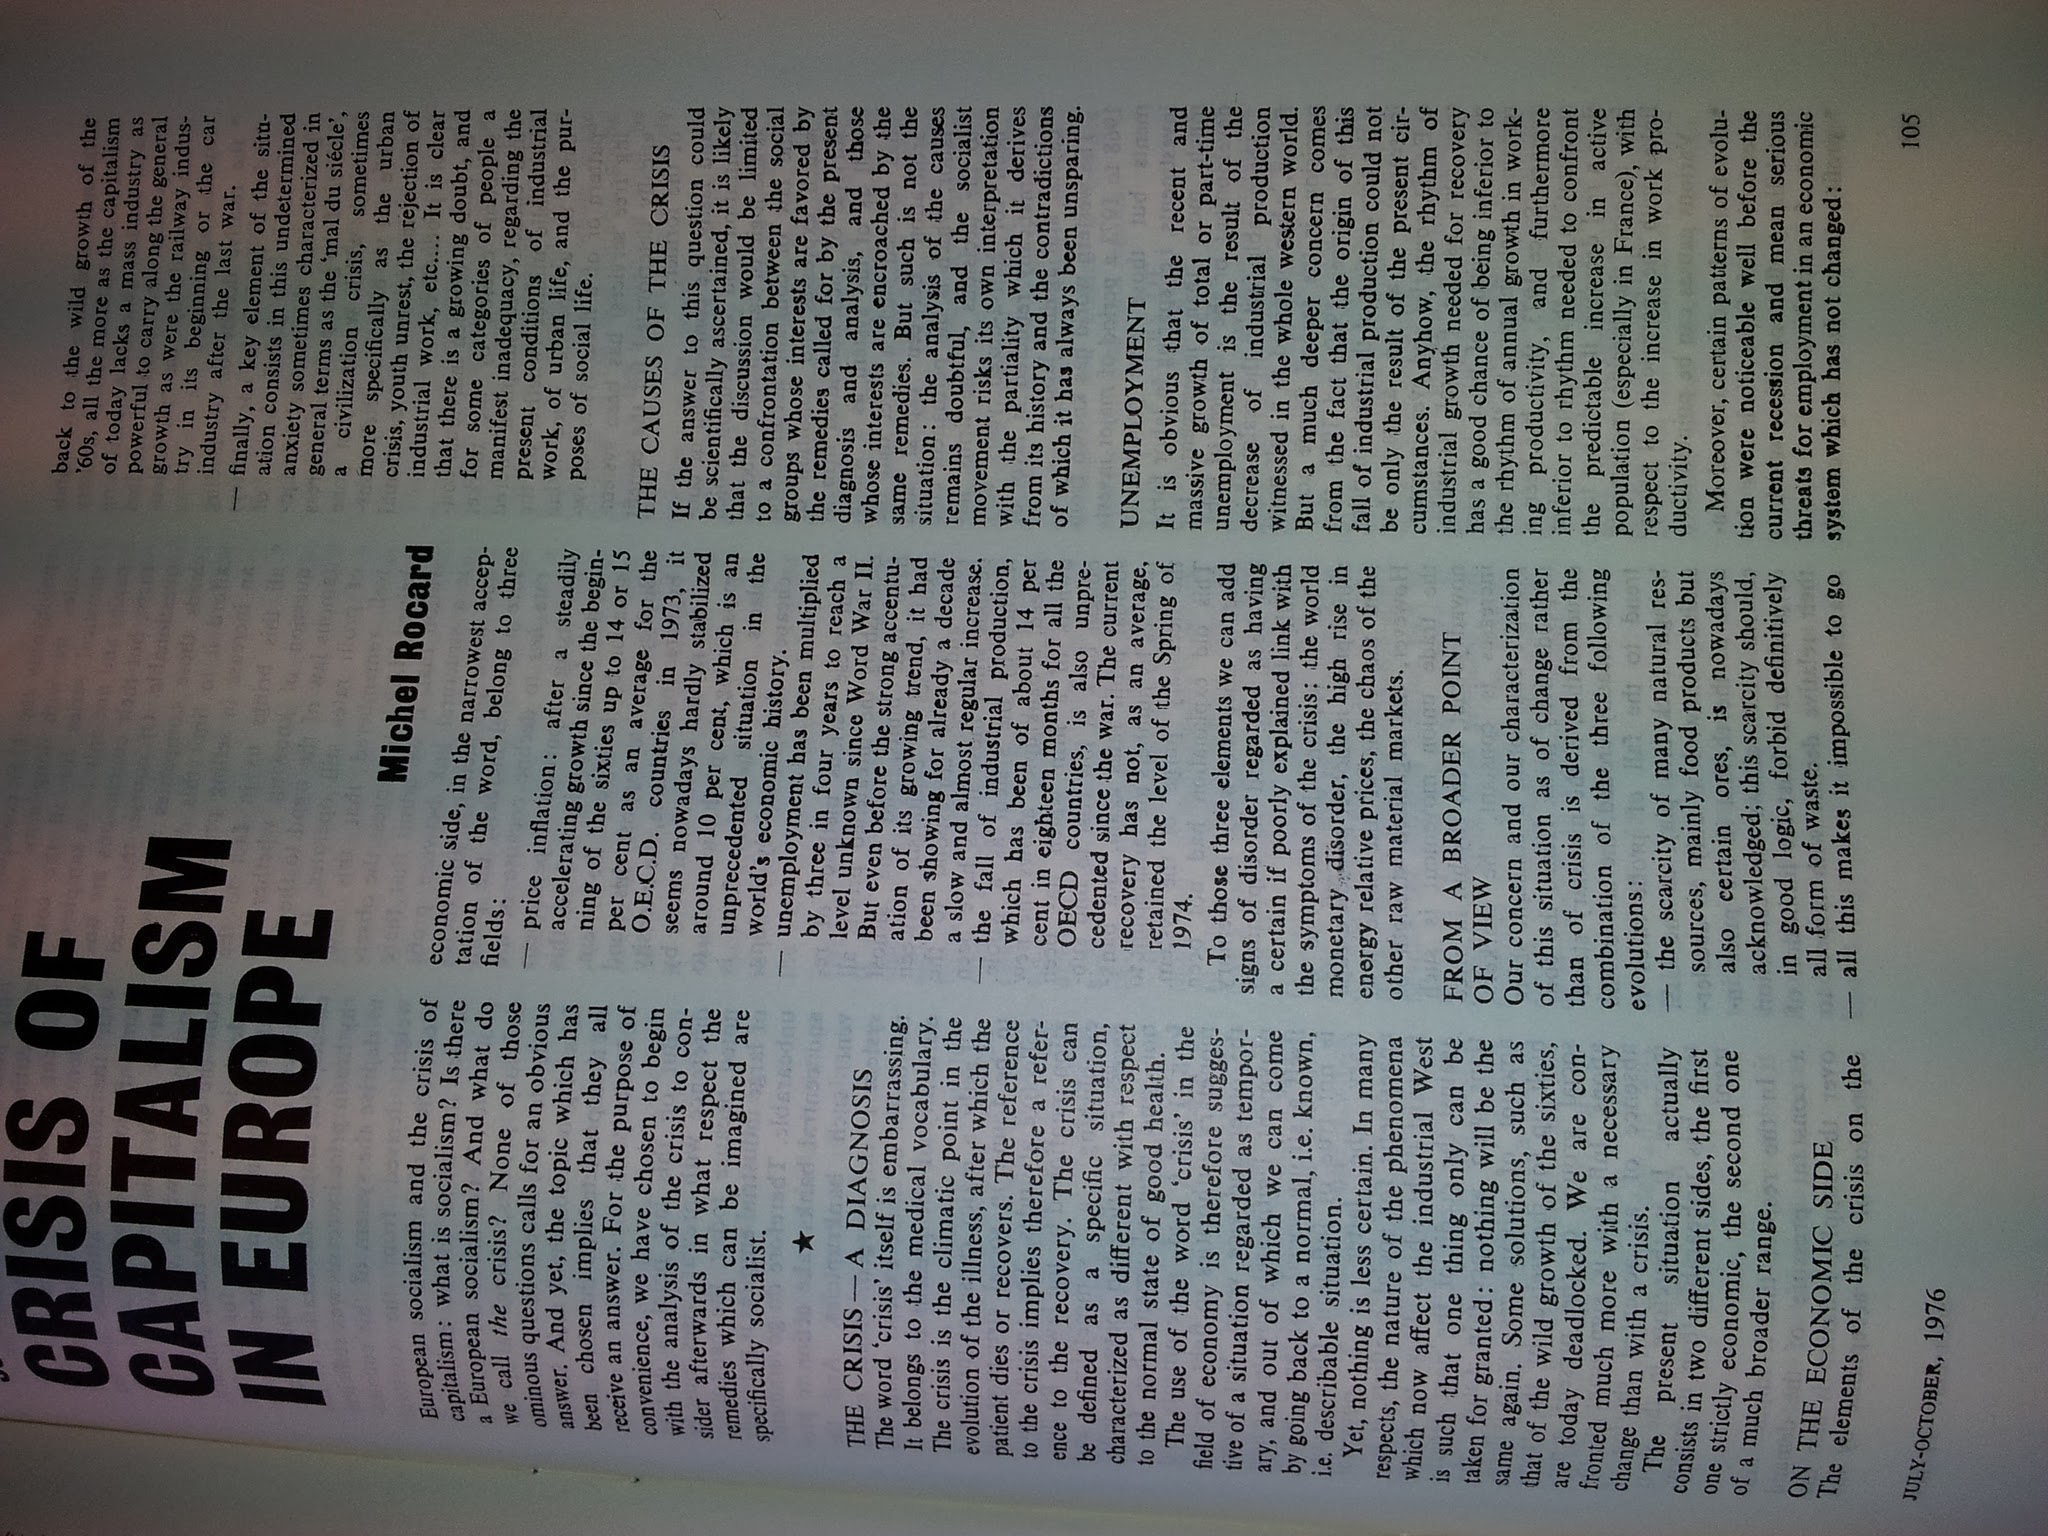 CRISIS OF
CAPITALISM
IN EUROPE
Michel Rocard
European socialism and the crisis of
capitalism: what is socialism? Is there
a European socialism? And what do
we call the crisis? None of those
ominous questions calls for an obvious
answer. And yet, the topic which has
been chosen implies that they all
receive an answer. For the purpose of
convenience, we have chosen to begin
with the analysis of the crisis to con-
sider afterwards in what respect the
remedies which can be imagined are
specifically socialist.
★
THE CRISIS — A DIAGNOSIS
The word ‘crisis’ itself is embarrassing.
It belongs to the medical vocabulary.
The crisis is the climatic point in the
evolution of the illness, after which the
patient dies or recovers. The reference
to the crisis implies therefore a refer-
ence to the recovery. The crisis can
be defined as a specific situation,
characterized as different with respect
to the normal state of good health.
The use of the word ‘crisis’ in the
field of economy is therefore sugges-
tive of a situation regarded as tempor-
ary, and out of which we can come
by going back to a normal, i.e. known,
i.e. describable situation.
Yet, nothing is less certain. In many
respects, the nature of the phenomena
which now affect the industrial West
is such that one thing only can be
taken for granted: nothing will be the
same again. Some solutions, such as
that of the wild growth of the sixties,
are today deadlocked. We are con-
fronted much more with a necessary
change than with a crisis.
The present situation actually
consists in two different sides, the first
one strictly economic, the second one
of a much broader range.
ON THE ECONOMIC SIDE
The elements of the crisis on the
economic side, in the narrowest accep-
tation of the word, belong to three
fields:
— price inflation: after a steadily
accelerating growth since the begin-
ning of the sixties up to 14 or 15
per cent as an average for the
O.E.C.D. countries in 1973, it
seems nowadays hardly stabilized
around 10 per cent, which is an
unprecedented situation in the
world's economic history.
— unemployment has been multiplied
by three in four years to reach a
level unknown since Word War II.
But even before the strong accentu-
ation of its growing trend, it had
been showing for already a decade
a slow and almost regular increase.
— the fall of industrial production,
which has been of about 14 per
cent in eighteen months for all the
OECD countries, is also unpre-
cedented since the war. The current
recovery has not, as an average,
retained the level of the Spring of
1974.
To those three elements we can add
signs of disorder regarded as having
a certain if poorly explained link with
the symptoms of the crisis: the world
monetary disorder, the high rise in
energy relative prices, the chaos of the
other raw material markets.
FROM A BROADER POINT
OF VIEW
Our concern and our characterization
of this situation as of change rather
than of crisis is derived from the
combination of the three following
evolutions:
— the scarcity of many natural res-
sources, mainly food products but
also certain ores, is nowadays
acknowledged; this scarcity should,
in good logic, forbid definitively
all form of waste.
— all this makes it impossible to go
back to the wild growth of the
'60s, all the more as the capitalism
of today lacks a mass industry as
powerful to carry along the general
growth as were the railway indus-
try in its beginning or the car
industry after the last war.
— finally, a key element of the situ-
ation consists in this undetermined
anxiety sometimes characterized in
general terms as the ‘mal du siécle’,
a civilization crisis, sometimes
more specifically as the urban
crisis, youth unrest, the rejection of
industrial work, etc.... It is clear
that there is a growing doubt, and
for some categories of people a
manifest inadequacy, regarding the
present conditions of industrial
work, of urban life, and the pur-
poses of social life.
THE CAUSES OF THE CRISIS
If the answer to this question could
be scientifically ascertained, it is likely
that the discussion would be limited
to a confrontation between the social
groups whose interests are favored by
the remedies called for by the present
diagnosis and analysis, and those
whose interests are encroached by the
same remedies. But such is not the
situation: the analysis of the causes
remains doubtful, and the socialist
movement risks its own interpretation
with the partiality which it derives
from its history and the contradictions
of which it has always been unsparing.
UNEMPLOYMENT
It is obvious that the recent and
massive growth of total or part-time
unemployment is the result of the
decrease of industrial production
witnessed in the whole western world.
But a much deeper concern comes
from the fact that the origin of this
fall of industrial production could not
be only the result of the present cir-
cumstances. Anyhow, the rhythm of
industrial growth needed for recovery
has a good chance of being inferior to
the rhythm of annual growth in work-
ing productivity, and furthermore
inferior to rhythm needed to confront
the predictable increase in active
population (especially in France), with
respect to the increase in work pro-
ductivity.
Moreover, certain patterns of evolu-
tion were noticeable well before the
current recession and mean serious
threats for employment in an economic
system which has not changed:
JULY-OCTOBER, 1976
105